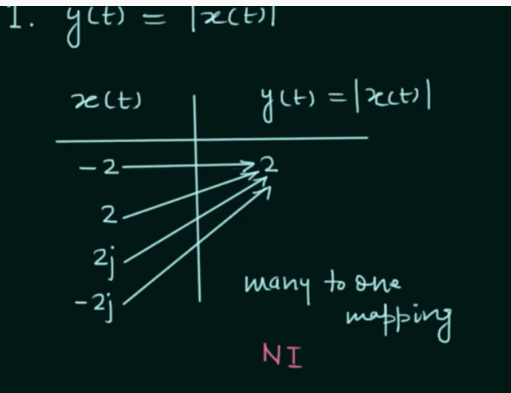 1. y(t) = |x(t)|
x(t) y(t) = |x(t)|
-2 2
2
2j
-2j
many to one
mapping
NI